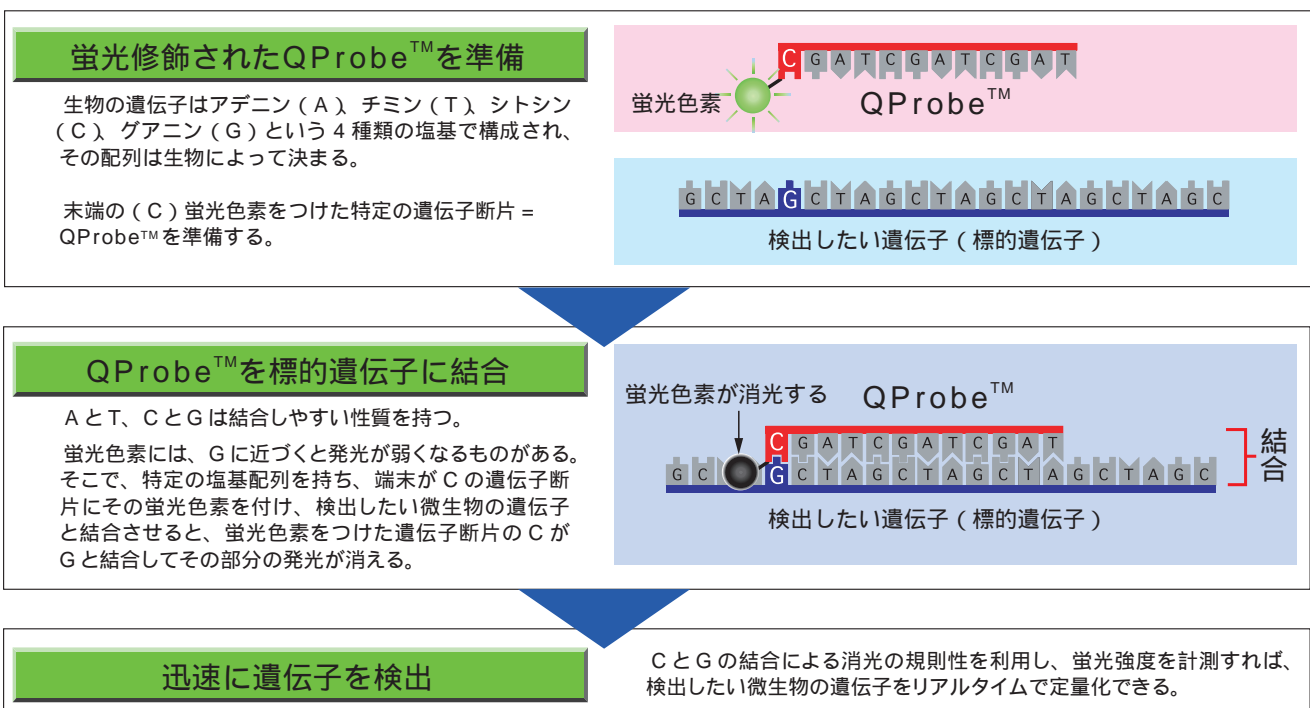 蛍光修飾されたQProbe™を準備
生物の遺伝子はアデニン(A)、チミン(T)、シトシン
(C)、グアニン(G)という4種類の塩基で構成され、
その配列は生物によって決まる。
末端の(C)蛍光色素をつけた特定の遺伝子断片=
QProbe™を準備する。
C G A T C G A T C G A T
蛍光色素
QProbe™
G C T A G C T A G C T A G C T A G C T A G C
検出したい遺伝子(標的遺伝子)
QProbe™を標的遺伝子に結合
AとT、CとGは結合しやすい性質を持つ。
蛍光色素には、Gに近づくと発光が弱くなるものがある。
そこで、特定の塩基配列を持ち、端末がCの遺伝子断
片にその蛍光色素を付け、検出したい微生物の遺伝子
と結合させると、蛍光色素をつけた遺伝子断片のCが
Gと結合してその部分の発光が消える。
蛍光色素が消光する QProbe™
C G A T C G A T C G A T
G C G C T A G C T A G C T A G C T A G C
結合
検出したい遺伝子(標的遺伝子)
迅速に遺伝子を検出
CとGの結合による消光の規則性を利用し、蛍光強度を計測すれば、
検出したい微生物の遺伝子をリアルタイムで定量化できる。